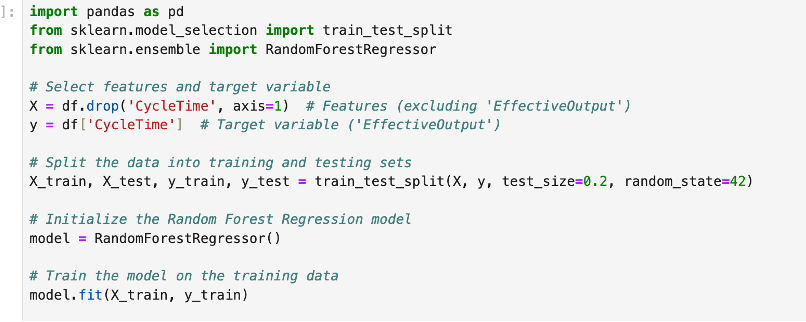 ]:
import pandas as pd
from sklearn.model_selection import train_test_split
from sklearn.ensemble import RandomForestRegressor
# Select features and target variable
X = df.drop('CycleTime', axis=1)  # Features (excluding 'EffectiveOutput')
y = df['CycleTime']  # Target variable ('EffectiveOutput')
# Split the data into training and testing sets
X_train, X_test, y_train, y_test = train_test_split(X, y, test_size=0.2, random_state=42)
# Initialize the Random Forest Regression model
model = RandomForestRegressor()
# Train the model on the training data
model.fit(X_train, y_train)